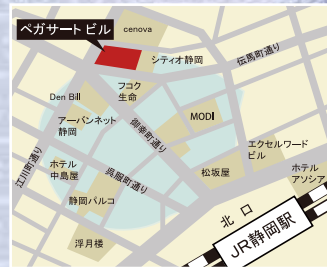 ペガサート ビル
cenova
シティオ静岡
伝馬町通り
フコク
生命
Den Bill
MODI
アーバンネット
静岡
御幸町通り
江川町通り
エクセルワード
ビル
ホテル
中島屋
呉服町通り
松坂屋
ホテル
アソシア
静岡パルコ
北口
JR静岡駅
浮月楼